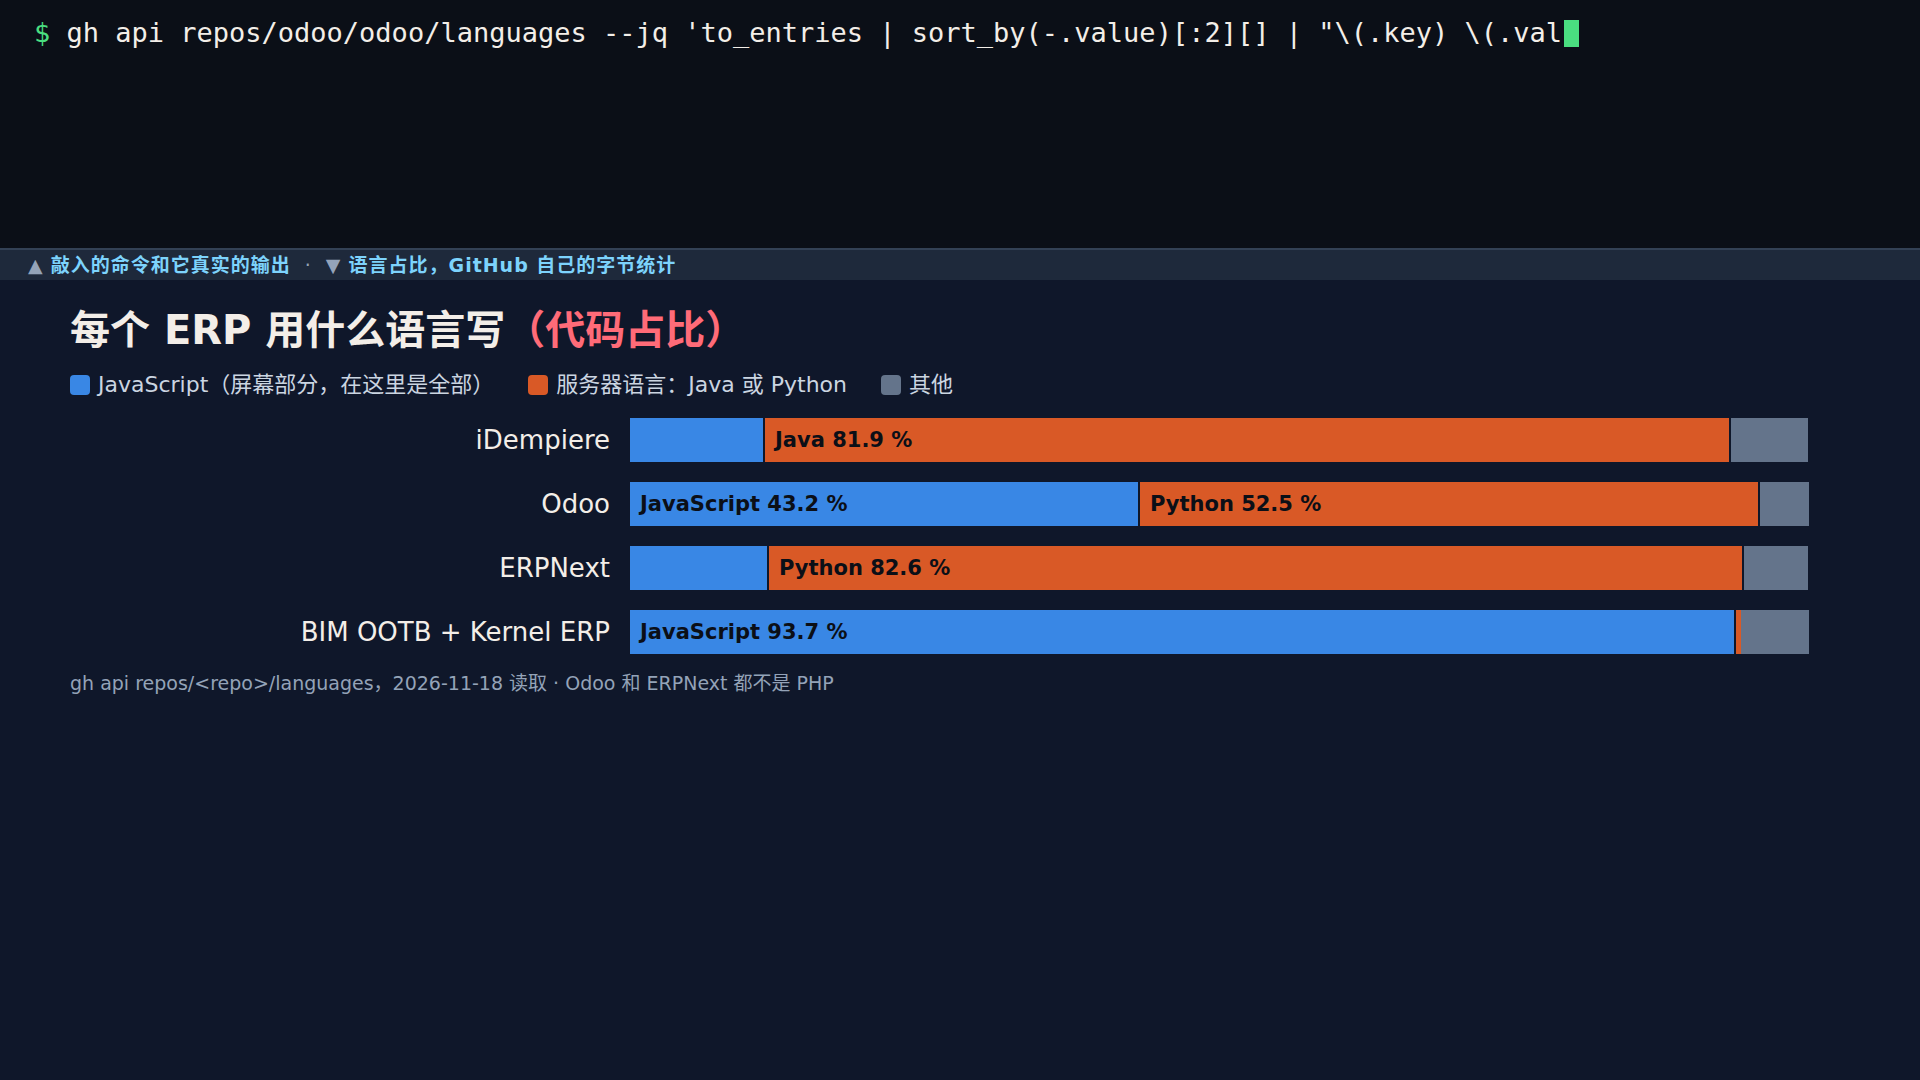 $ gh api repos/odoo/odoo/languages --jq 'to_entries | sort_by(-.value)[:2][] | "\(.key) \(.val
▲ 敲入的命令和它真实的输出 · ▼ 语言占比，GitHub 自己的字节统计
每个 ERP 用什么语言写（代码占比）
JavaScript（屏幕部分，在这里是全部） 服务器语言：Java 或 Python 其他
iDempiere Java 81.9 %
Odoo JavaScript 43.2 % Python 52.5 %
ERPNext Python 82.6 %
BIM OOTB + Kernel ERP JavaScript 93.7 %
gh api repos/<repo>/languages，2026-11-18 读取 · Odoo 和 ERPNext 都不是 PHP